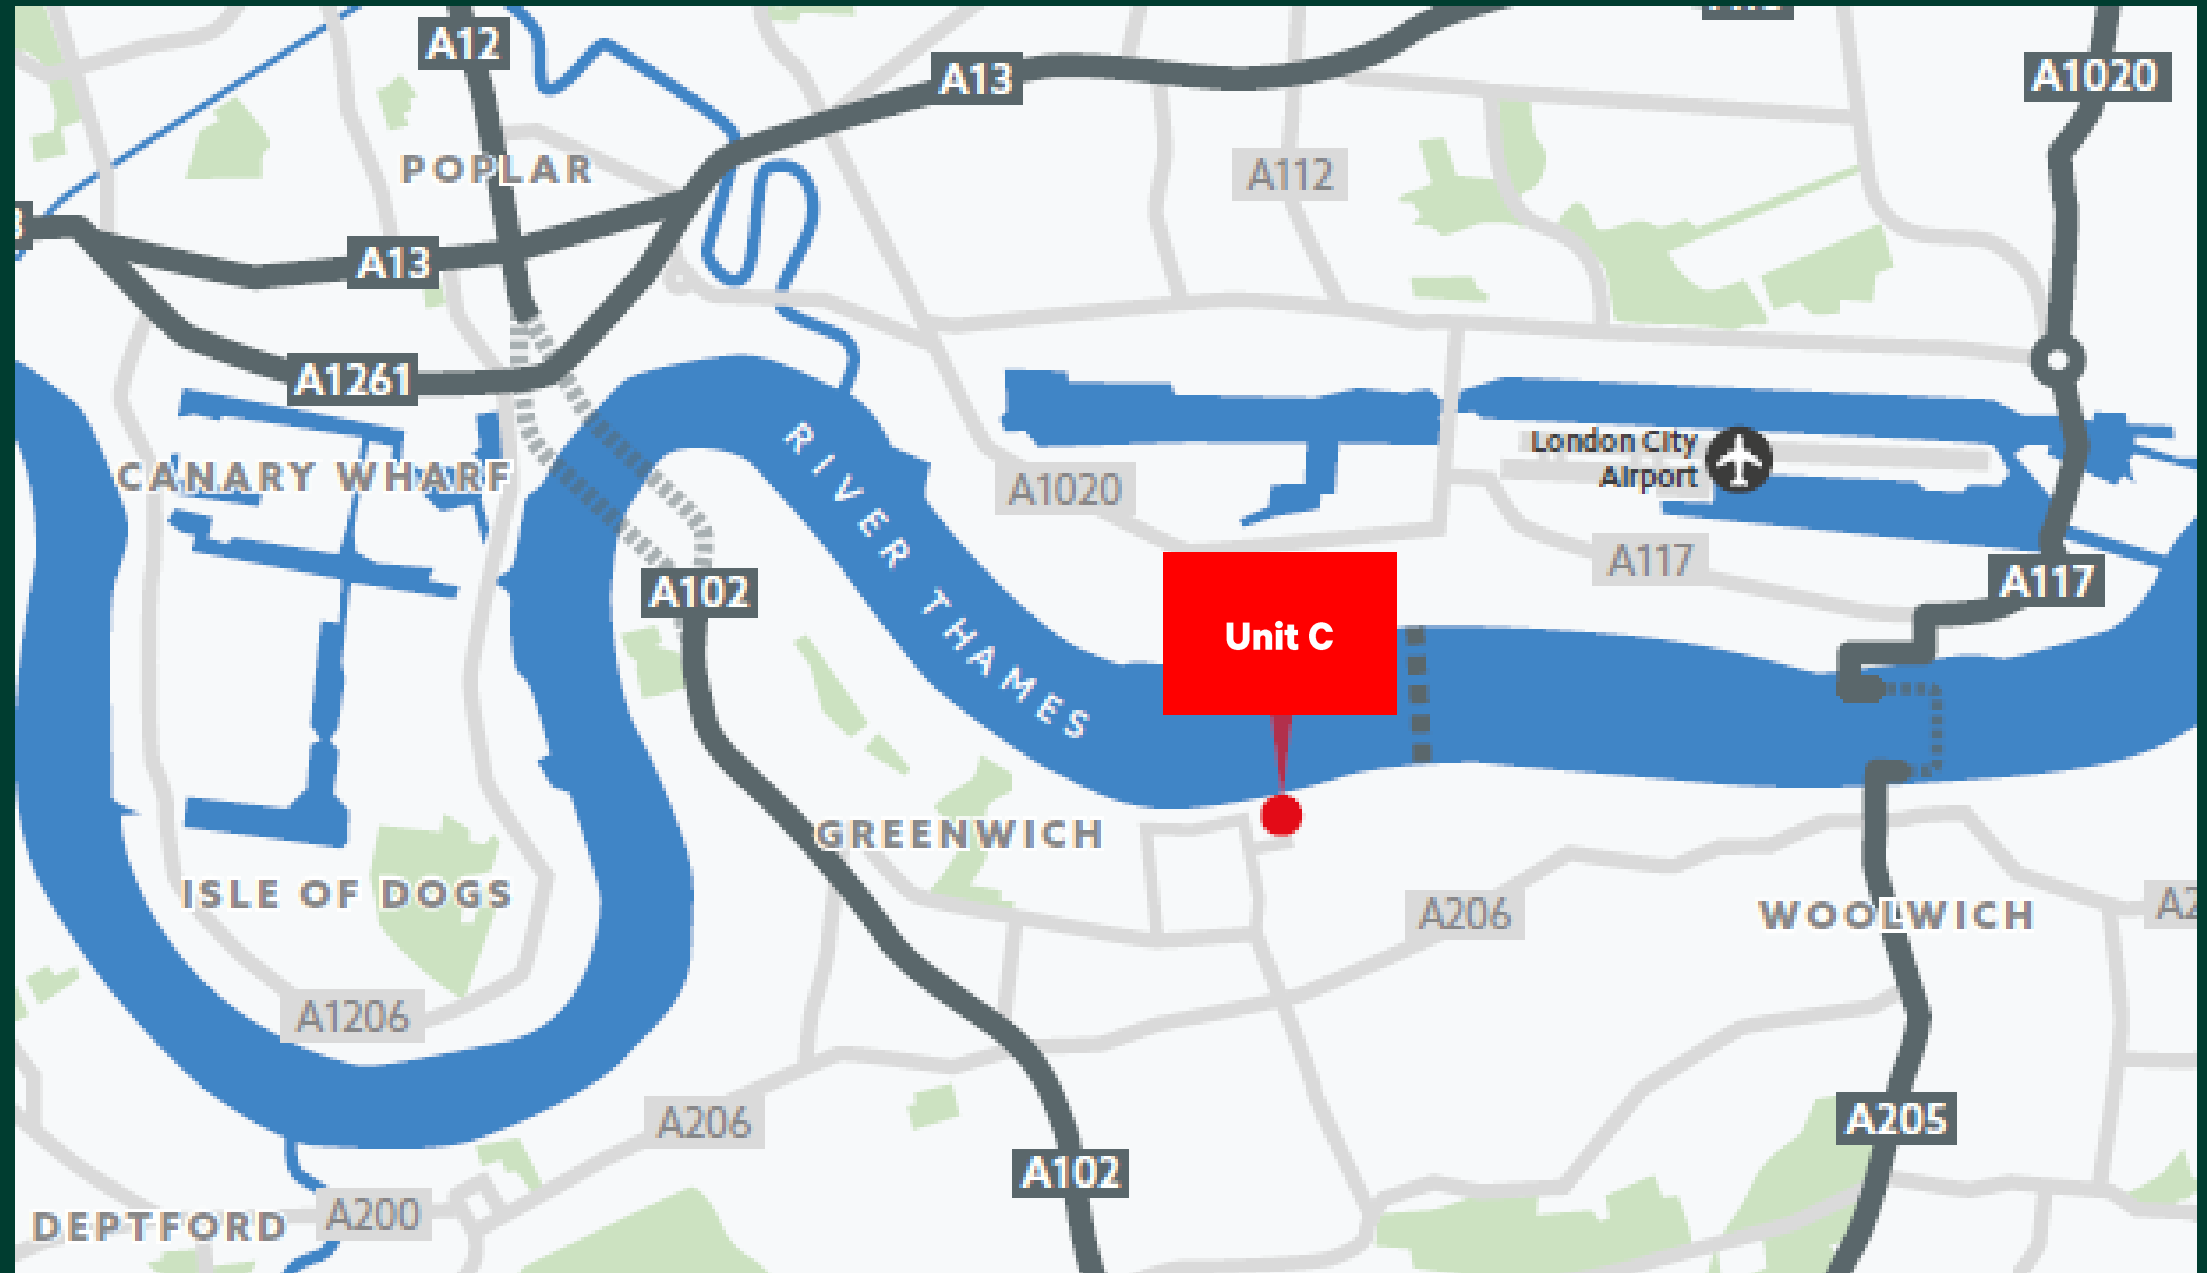 A12
A13
A1020
POPLAR
A112
A13
A1261
RIVER THAMES
CANARY WHARF
London City
Airport
A1020
A117
A117
A102
Unit C
GREENWICH
ISLE OF DOGS
A206
WOOLWICH
A1206
A206
A205
A102
DEPTFORD
A200